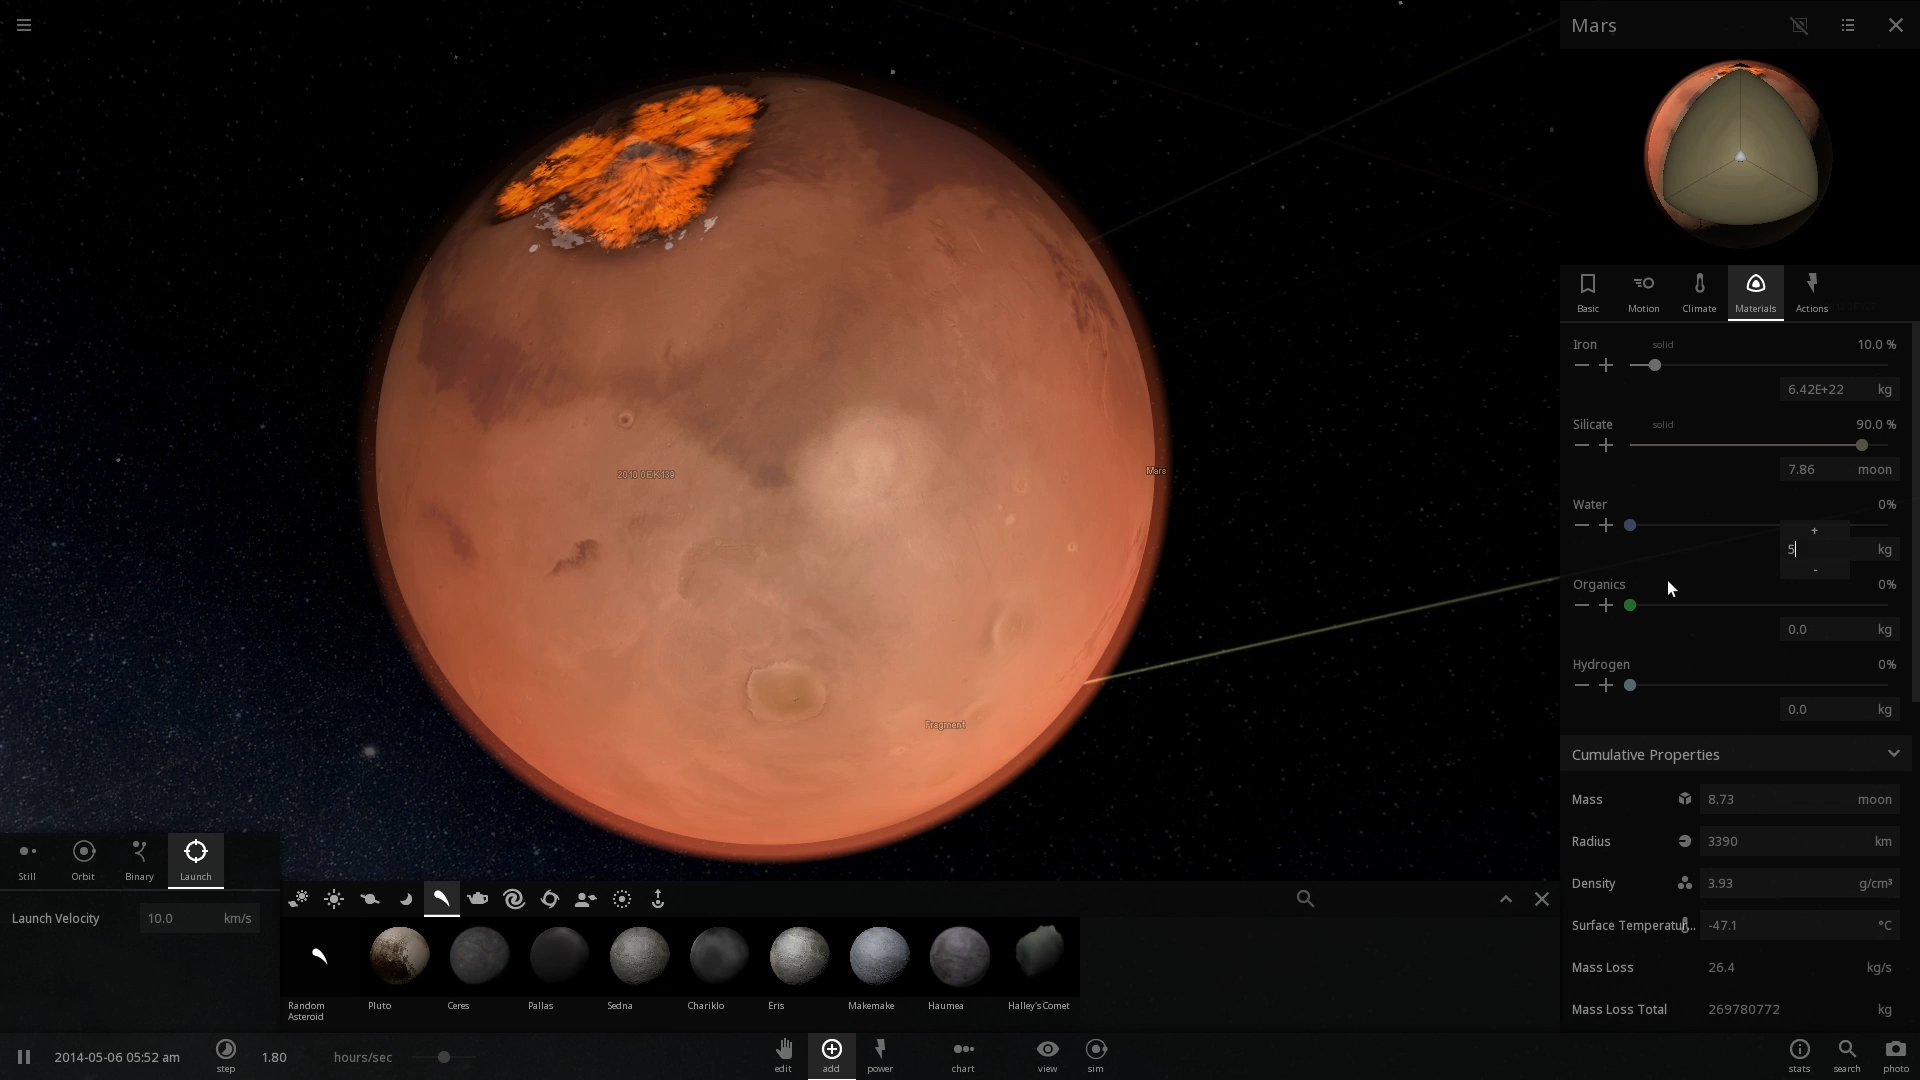 Mars
Basic
Motion
Climate
Materials
Actions
Iron solid 10.0 %
6.42E+22 kg
Silicate solid 90.0 %
7.86 moon
Water 0%
+
5 kg
-
Organics 0%
0.0 kg
Hydrogen 0%
0.0 kg
Cumulative Properties
Mass 8.73 moon
Radius 3390 km
Density 3.93 g/cm³
Surface Temperatur... -47.1 °C
Mass Loss 26.4 kg/s
Mass Loss Total 269780772 kg
Mars
Fragment
Still
Orbit
Binary
Launch
Launch Velocity 10.0 km/s
Random
Asteroid
Pluto
Ceres
Pallas
Sedna
Chariklo
Eris
Makemake
Haumea
Halley's Comet
2014-05-06 05:52 am
step
1.80 hours/sec
edit
add
power
chart
view
sim
stats
search
photo